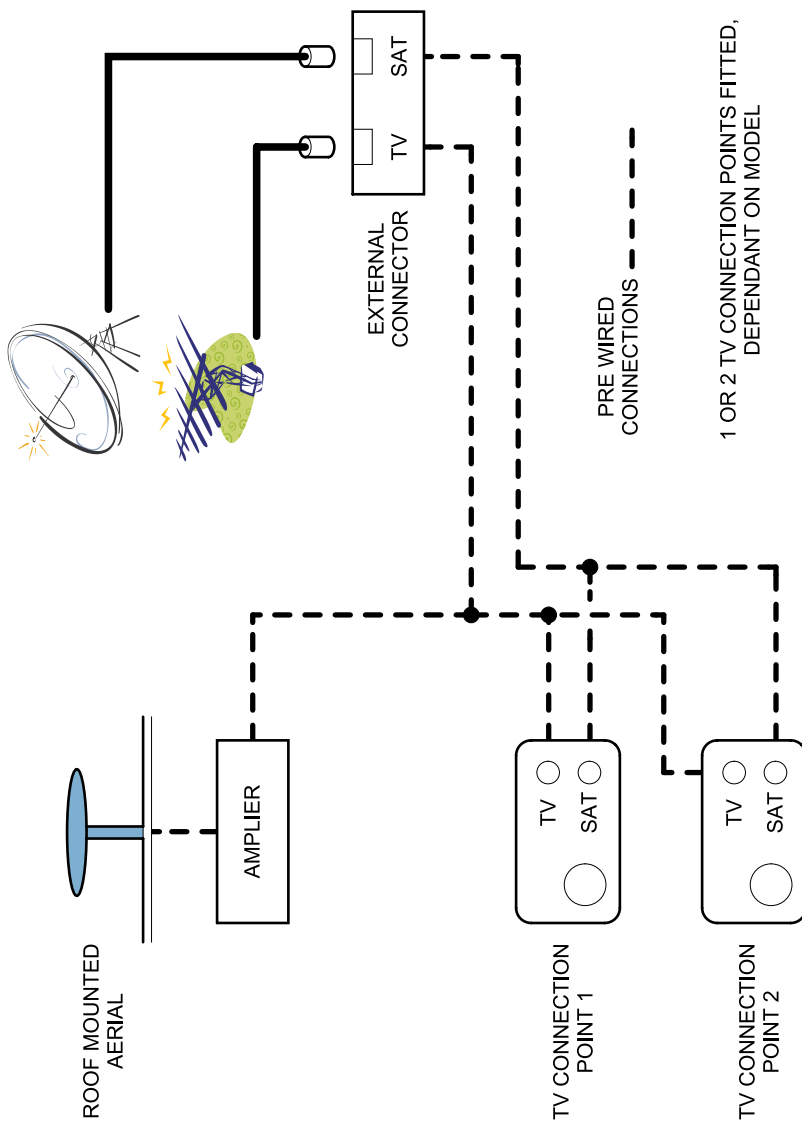 ROOF MOUNTED
AERIAL
AMPLIER
TV CONNECTION
POINT 1
TV
SAT
TV CONNECTION
POINT 2
TV
SAT
EXTERNAL
CONNECTOR
TV
SAT
PRE WIRED
CONNECTIONS
1 OR 2 TV CONNECTION POINTS FITTED,
DEPENDANT ON MODEL